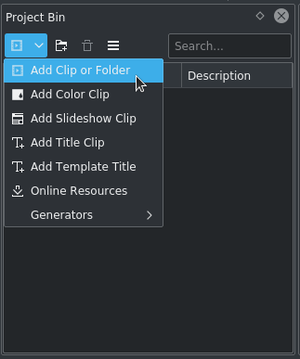 Project Bin
Search...
Add Clip or Folder
Description
Add Color Clip
Add Slideshow Clip
Add Title Clip
Add Template Title
Online Resources
Generators